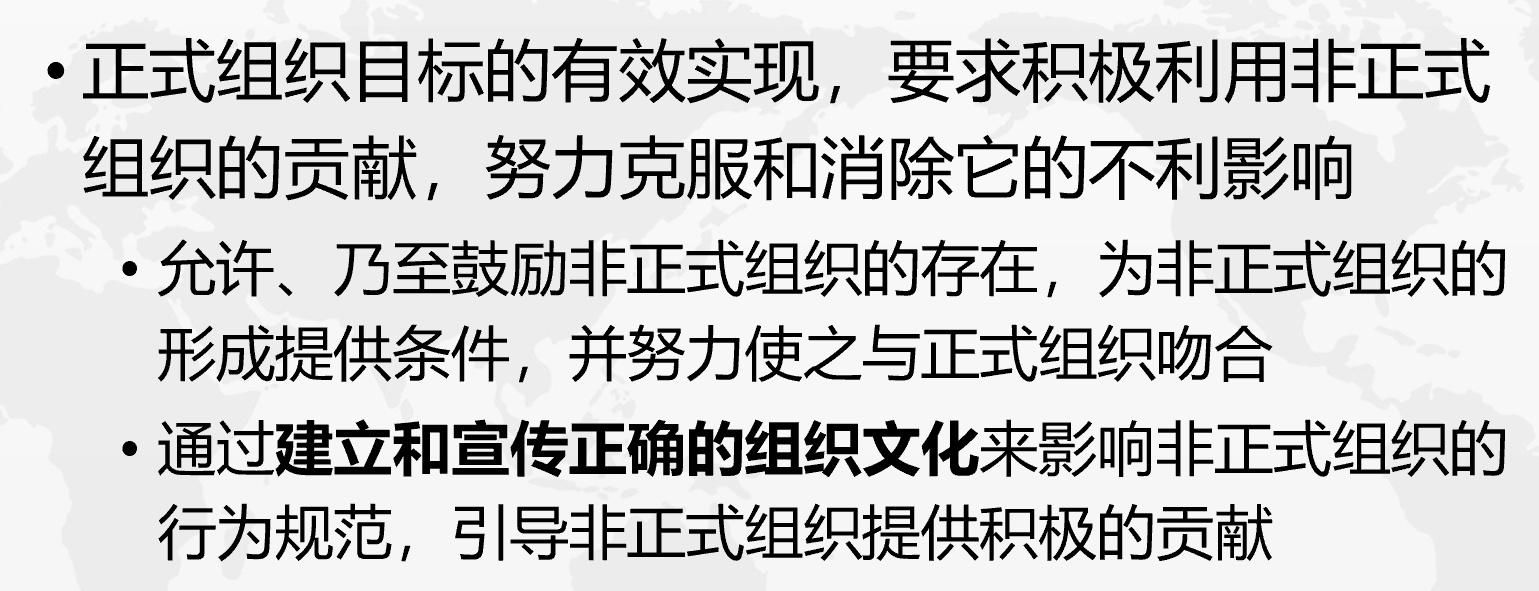 • 正式组织目标的有效实现，要求积极利用非正式
组织的贡献，努力克服和消除它的不利影响
• 允许、乃至鼓励非正式组织的存在，为非正式组织的
形成提供条件，并努力使之与正式组织吻合
• 通过建立和宣传正确的组织文化来影响非正式组织的
行为规范，引导非正式组织提供积极的贡献